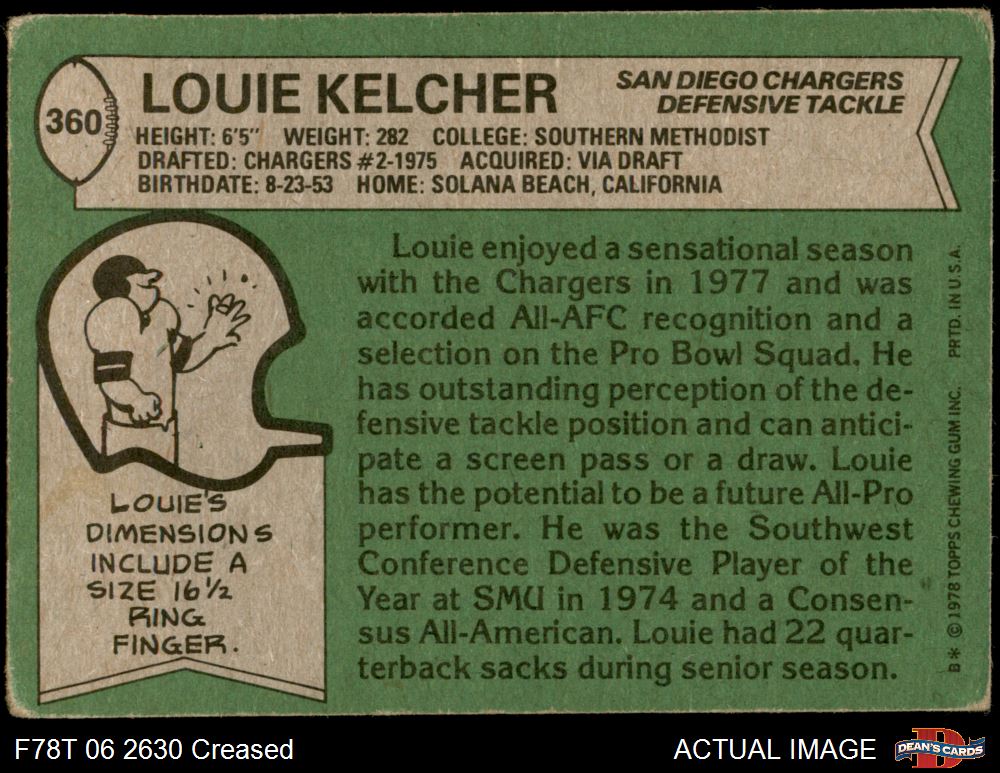 360
LOUIE KELCHER
SAN DIEGO CHARGERS
DEFENSIVE TACKLE
HEIGHT: 6'5" WEIGHT: 282 COLLEGE: SOUTHERN METHODIST
DRAFTED: CHARGERS #2-1975 ACQUIRED: VIA DRAFT
BIRTHDATE: 8-23-53 HOME: SOLANA BEACH, CALIFORNIA
LOUIE'S
DIMENSIONS
INCLUDE A
SIZE 16 1/2
RING
FINGER.
Louie enjoyed a sensational season
with the Chargers in 1977 and was
accorded All-AFC recognition and a
selection on the Pro Bowl Squad. He
has outstanding perception of the de-
fensive tackle position and can antici-
pate a screen pass or a draw. Louie
has the potential to be a future All-Pro
performer. He was the Southwest
Conference Defensive Player of the
Year at SMU in 1974 and a Consen-
sus All-American. Louie had 22 quar-
terback sacks during senior season.
B* © 1978 TOPPS CHEWING GUM INC. PRTD. IN U.S.A.
F78T 06 2630 Creased
ACTUAL IMAGE
D
DEAN'S CARDS